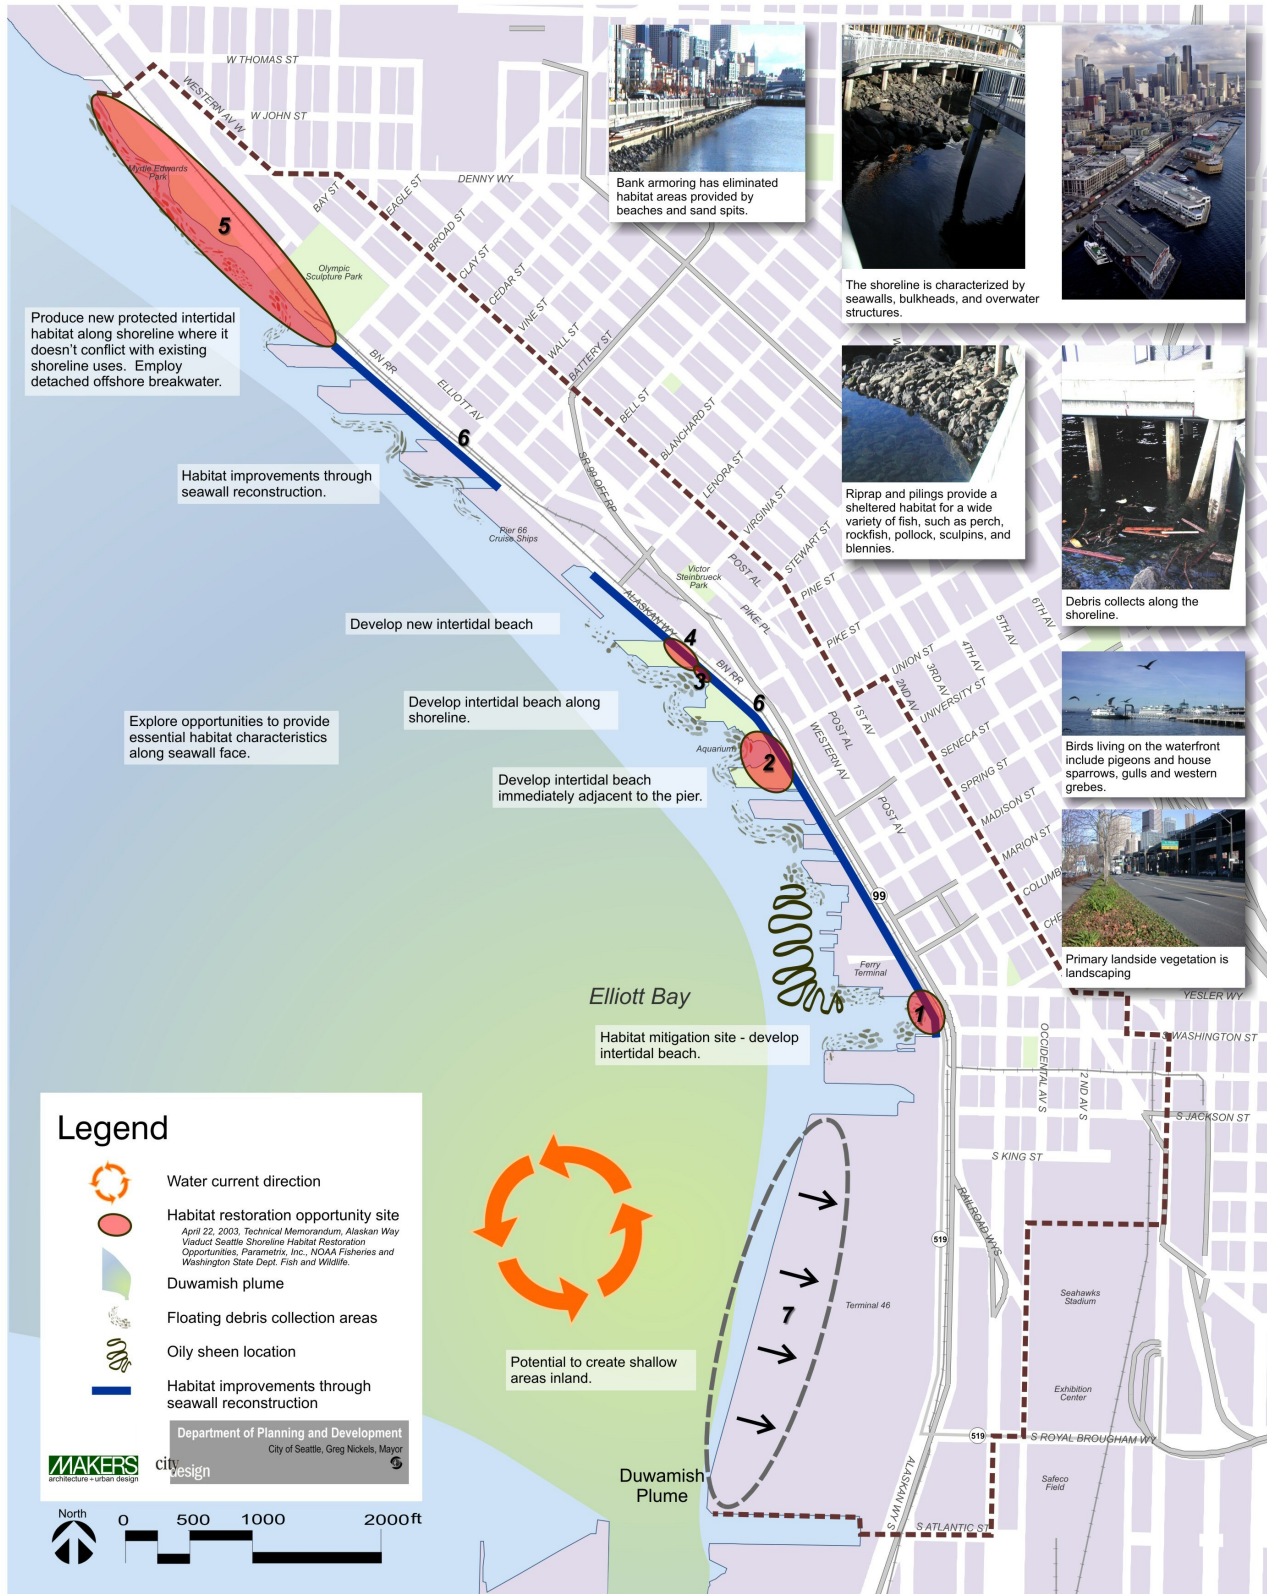 W THOMAS ST
WESTERN AV W
W JOHN ST
DENNY WY
Myrtle Edwards
Park
5
BAY ST
EAGLE ST
BROAD ST
CLAY ST
CEDAR ST
VINE ST
WALL ST
BATTERY ST
Olympic
Sculpture Park
Bank armoring has eliminated
habitat areas provided by
beaches and sand spits.
The shoreline is characterized by
seawalls, bulkheads, and overwater
structures.
Produce new protected intertidal
habitat along shoreline where it
doesn't conflict with existing
shoreline uses. Employ
detached offshore breakwater.
BN RR
ELLIOTT AV
6
BELL ST
BLANCHARD ST
LENORA ST
VIRGINIA ST
STEWART ST
SR 99 OFF RP
Habitat improvements through
seawall reconstruction.
Riprap and pilings provide a
sheltered habitat for a wide
variety of fish, such as perch,
rockfish, pollock, sculpins, and
blennies.
Pier 66
Cruise Ships
Victor
Steinbrueck
Park
POST AL
PINE ST
PIKE PL
PIKE ST
ALASKAN WY
Debris collects along the
shoreline.
6TH AV
5TH AV
4TH AV
3RD AV
2ND AV
1ST AV
UNION ST
UNIVERSITY ST
SENECA ST
SPRING ST
MADISON ST
MARION ST
COLUMB
CHE
Develop new intertidal beach
4
3
BN RR
6
Develop intertidal beach along
shoreline.
Explore opportunities to provide
essential habitat characteristics
along seawall face.
Aquarium
2
POST AL
WESTERN AV
POST AV
Develop intertidal beach
immediately adjacent to the pier.
Birds living on the waterfront
include pigeons and house
sparrows, gulls and western
grebes.
99
Primary landside vegetation is
landscaping
Ferry
Terminal
Elliott Bay
1
YESLER WY
Habitat mitigation site - develop
intertidal beach.
OCCIDENTAL AV S
2 ND AV S
S WASHINGTON ST
S JACKSON ST
S KING ST
RAILROAD WYS
519
Seahawks
Stadium
Terminal 46
7
Potential to create shallow
areas inland.
Exhibition
Center
519
S ROYAL BROUGHAM WY
Duwamish
Plume
Safeco
Field
ALASKAN WY S
S ATLANTIC ST
Legend
Water current direction
Habitat restoration opportunity site
April 22, 2003, Technical Memorandum, Alaskan Way
Viaduct Seattle Shoreline Habitat Restoration
Opportunities, Parametrix, Inc., NOAA Fisheries and
Washington State Dept. Fish and Wildlife.
Duwamish plume
Floating debris collection areas
Oily sheen location
Habitat improvements through
seawall reconstruction
Department of Planning and Development
City of Seattle, Greg Nickels, Mayor
MAKERS
architecture + urban design
city
design
North
0 500 1000 2000 ft